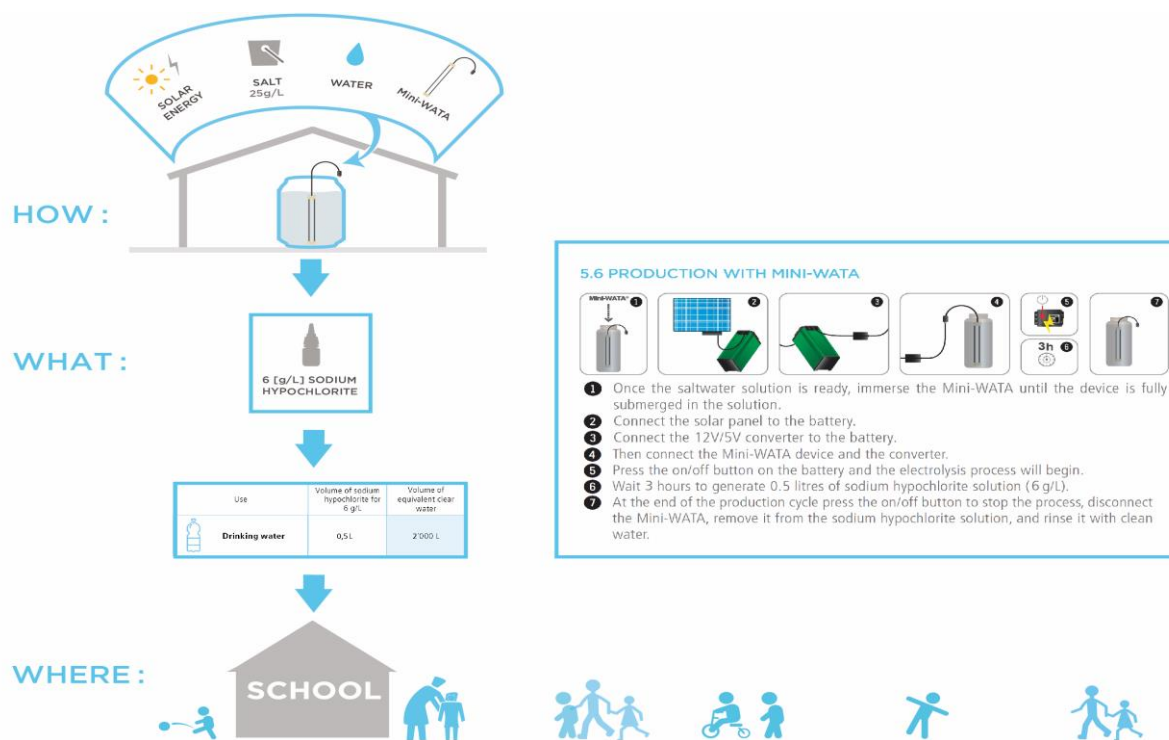 SOLAR
ENERGY
SALT
25g/L
WATER
Mini-WATA
HOW :
WHAT :
6 [g/L] SODIUM
HYPOCHLORITE
Use
Volume of sodium
hypochlorite for
6 g/L
Volume of
equivalent clear
water
Drinking water
0,5 L
2'000 L
WHERE :
SCHOOL
5.6 PRODUCTION WITH MINI-WATA
MINI-WATA®
1
2
3
4
5
3h
6
7
1 Once the saltwater solution is ready, immerse the Mini-WATA until the device is fully
submerged in the solution.
2 Connect the solar panel to the battery.
3 Connect the 12V/5V converter to the battery.
4 Then connect the Mini-WATA device and the converter.
5 Press the on/off button on the battery and the electrolysis process will begin.
6 Wait 3 hours to generate 0.5 litres of sodium hypochlorite solution (6 g/L).
7 At the end of the production cycle press the on/off button to stop the process, disconnect
the Mini-WATA, remove it from the sodium hypochlorite solution, and rinse it with clean
water.